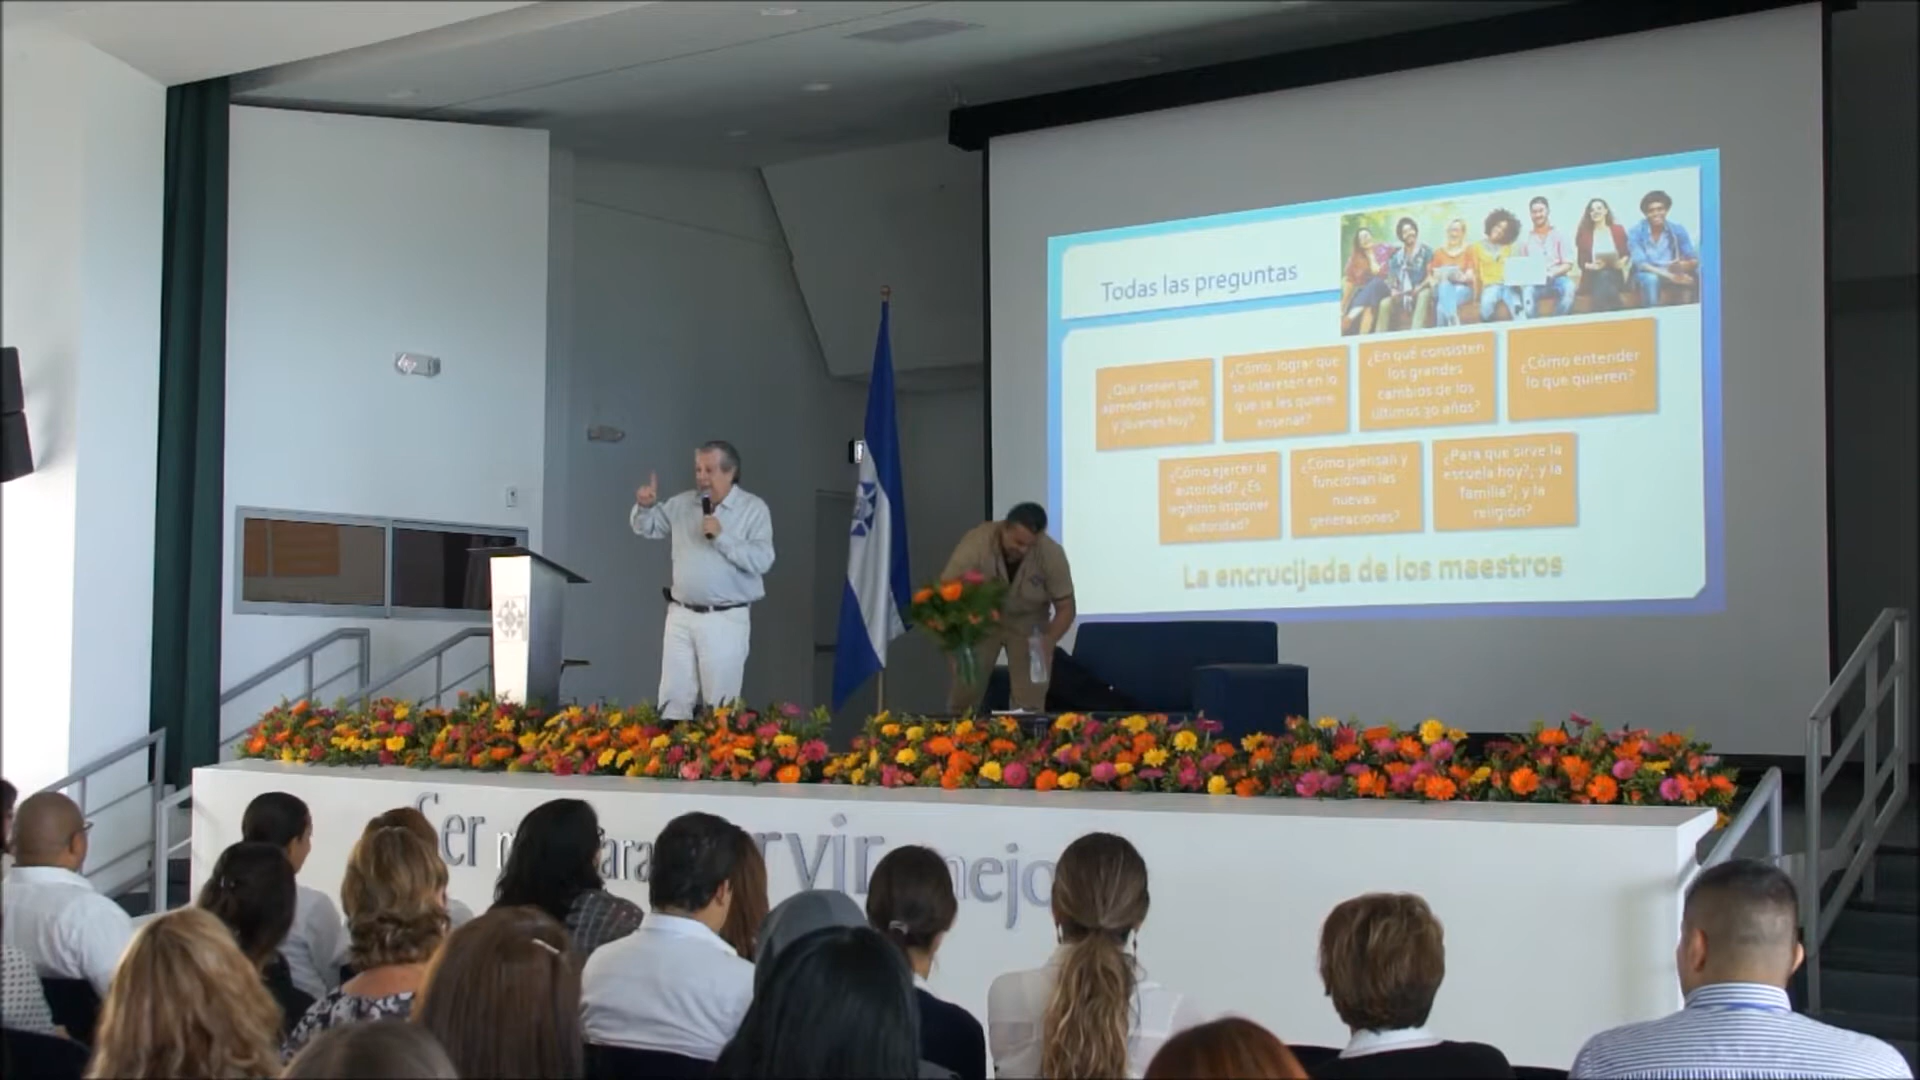 Todas las preguntas
¿Qué tienen que
aprender los niños
y jóvenes hoy?
¿Cómo lograr que
se interesen en lo
que se les quiere
enseñar?
¿En qué consisten
los grandes
cambios de los
últimos 30 años?
¿Cómo entender
lo que quieren?
¿Cómo ejercer la
autoridad? ¿Es
legítimo imponer
autoridad?
¿Cómo piensan y
funcionan las
nuevas
generaciones?
¿Para qué sirve la
escuela hoy?, y la
familia?, y la
religión?
La encrucijada de los maestros
Ser